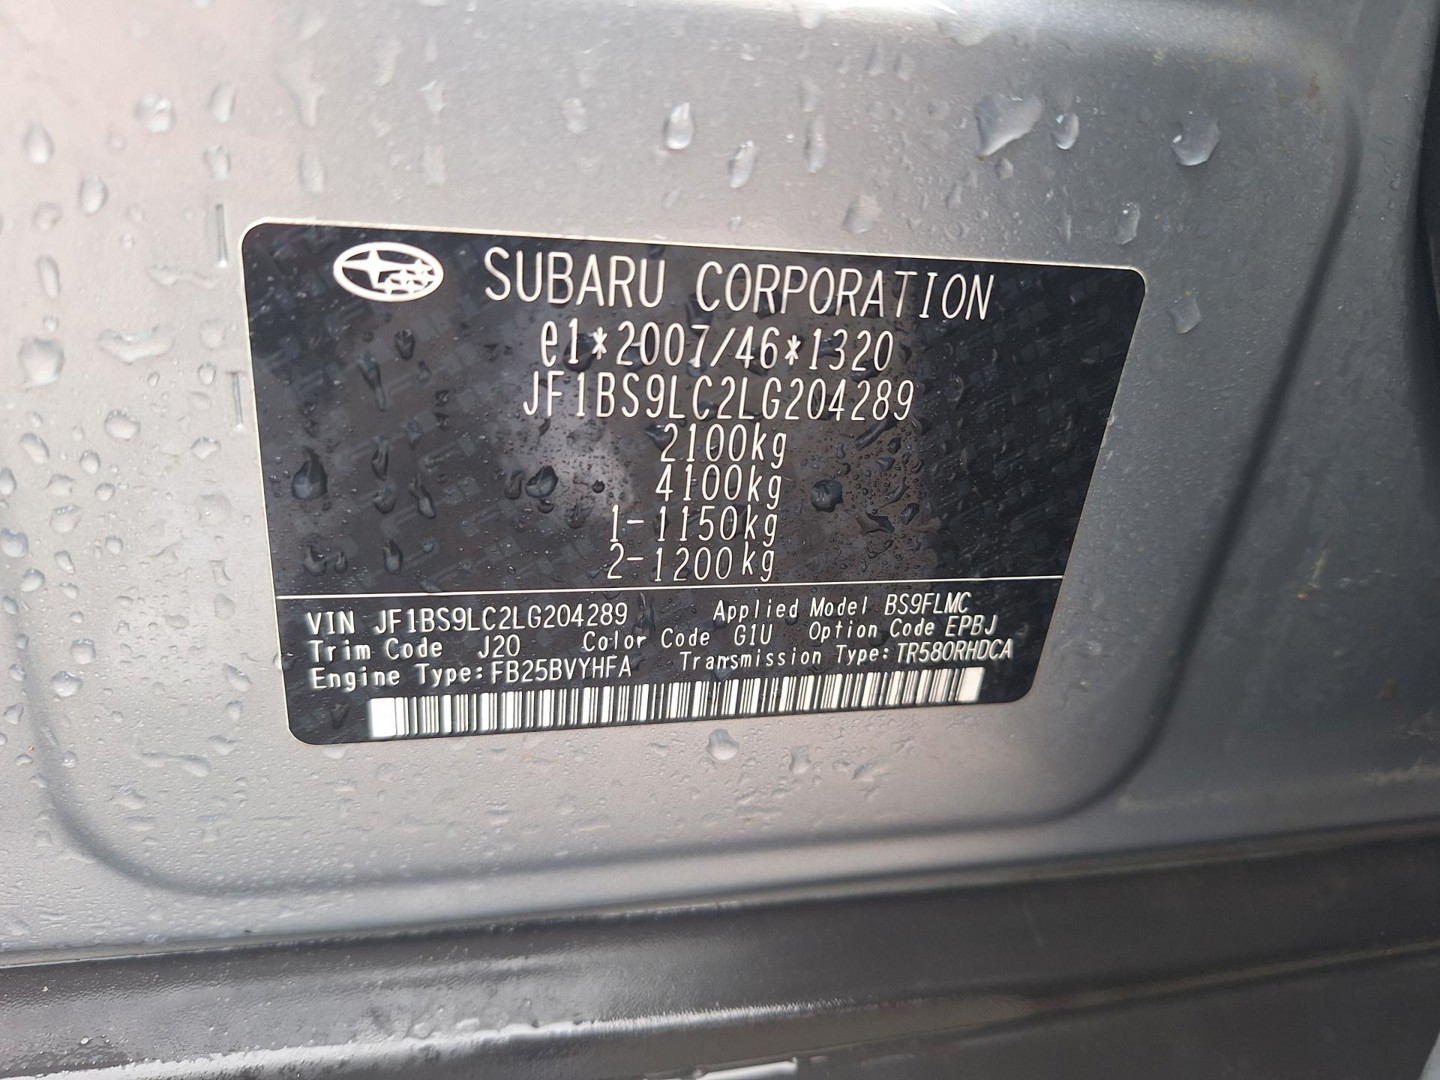 SUBARU CORPORATION
e1*2007/46*1320
JF1BS9LC2LG204289
2100kg
4100kg
1-1150kg
2-1200kg
VIN JF1BS9LC2LG204289 Applied Model BS9FLMC
Trim Code J20 Color Code G1U Option Code EPBJ
Engine Type:FB25BVYHFA Transmission Type:TR580RHDCA